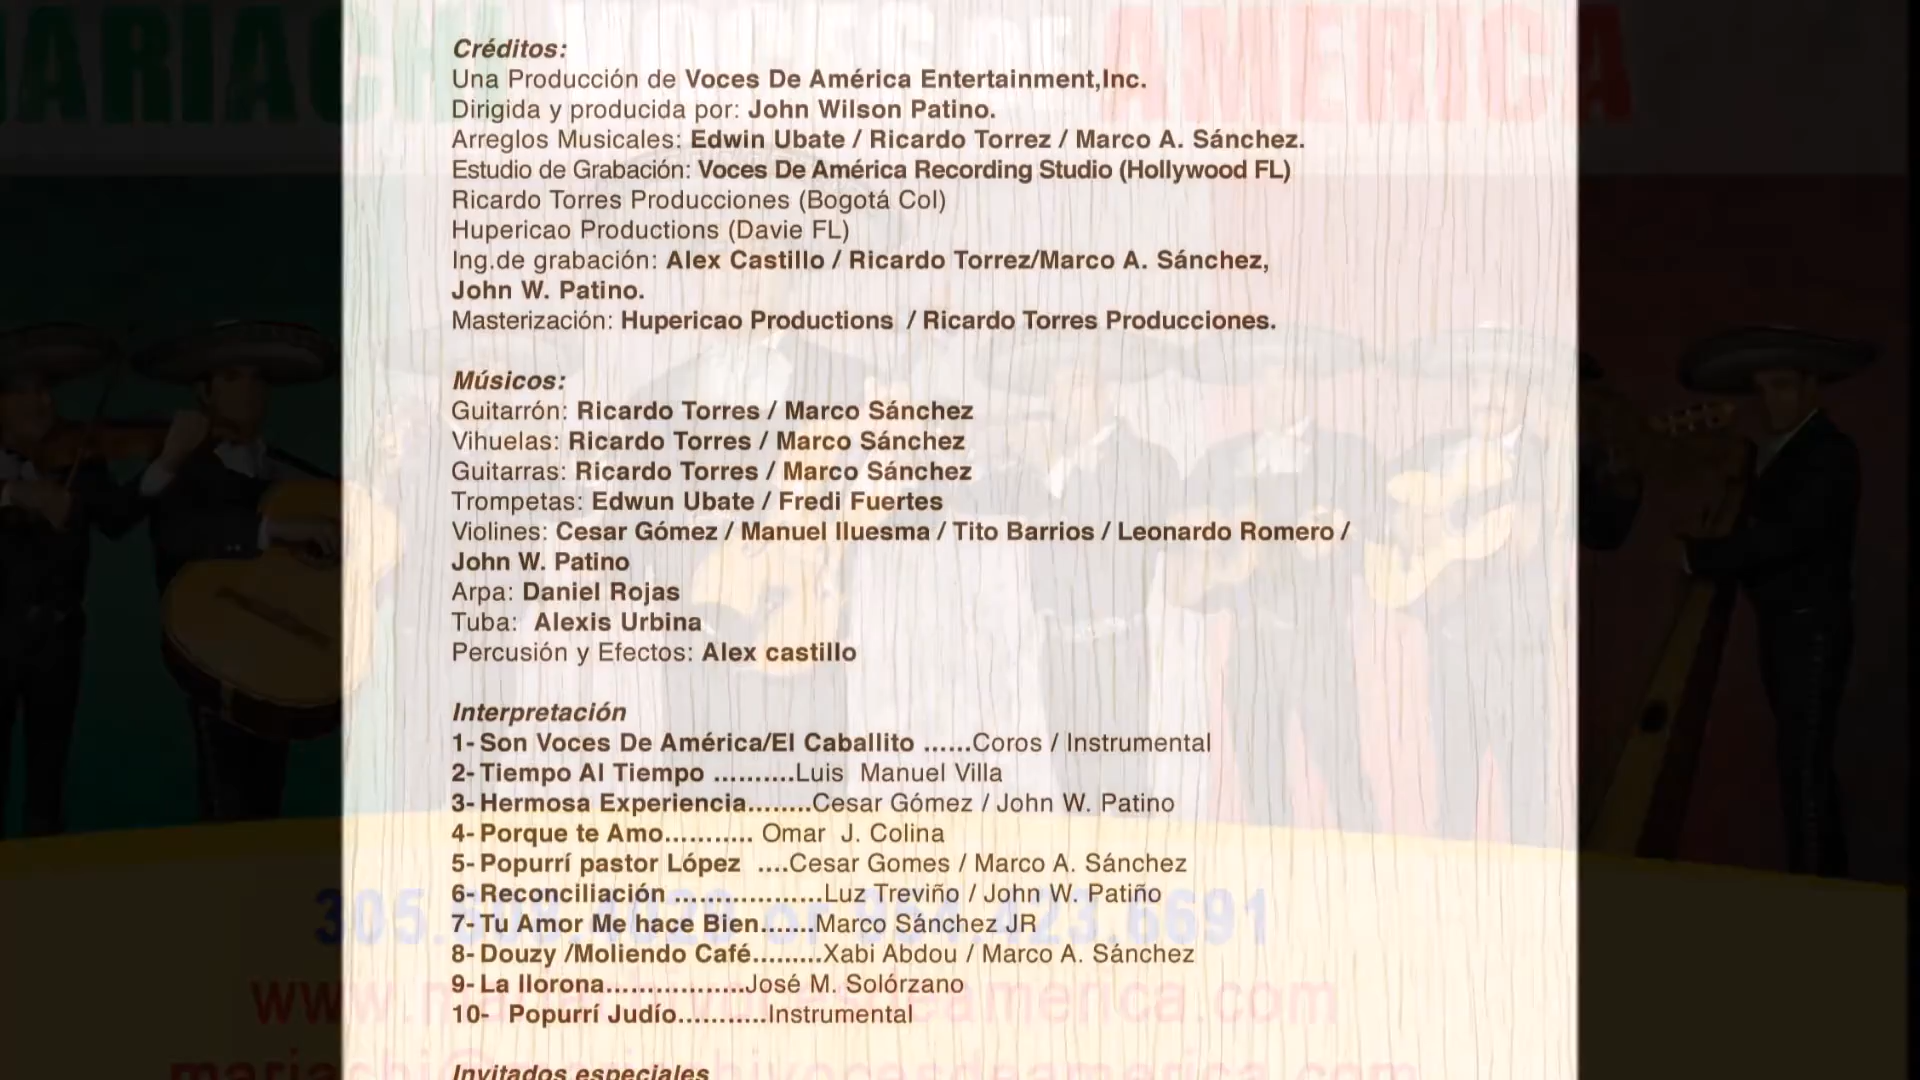 MARIACHI VOCES DE AMERICA
Créditos:
Una Producción de Voces De América Entertainment,Inc.
Dirigida y producida por: John Wilson Patino.
Arreglos Musicales: Edwin Ubate / Ricardo Torrez / Marco A. Sánchez.
Estudio de Grabación: Voces De América Recording Studio (Hollywood FL)
Ricardo Torres Producciones (Bogotá Col)
Hupericao Productions (Davie FL)
Ing.de grabación: Alex Castillo / Ricardo Torrez/Marco A. Sánchez,
John W. Patino.
Masterización: Hupericao Productions / Ricardo Torres Producciones.
Músicos:
Guitarrón: Ricardo Torres / Marco Sánchez
Vihuelas: Ricardo Torres / Marco Sánchez
Guitarras: Ricardo Torres / Marco Sánchez
Trompetas: Edwun Ubate / Fredi Fuertes
Violines: Cesar Gómez / Manuel Iluesma / Tito Barrios / Leonardo Romero /
John W. Patino
Arpa: Daniel Rojas
Tuba: Alexis Urbina
Percusión y Efectos: Alex castillo
Interpretación
1- Son Voces De América/El Caballito ......Coros / Instrumental
2- Tiempo Al Tiempo ..........Luis Manuel Villa
3- Hermosa Experiencia........Cesar Gómez / John W. Patino
4- Porque te Amo........... Omar J. Colina
5- Popurrí pastor López ....Cesar Gomes / Marco A. Sánchez
6- Reconciliación ..................Luz Treviño / John W. Patiño
7- Tu Amor Me hace Bien.......Marco Sánchez JR
8- Douzy /Moliendo Café.........Xabi Abdou / Marco A. Sánchez
9- La llorona..................José M. Solórzano
10- Popurrí Judío...........Instrumental
Invitados especiales